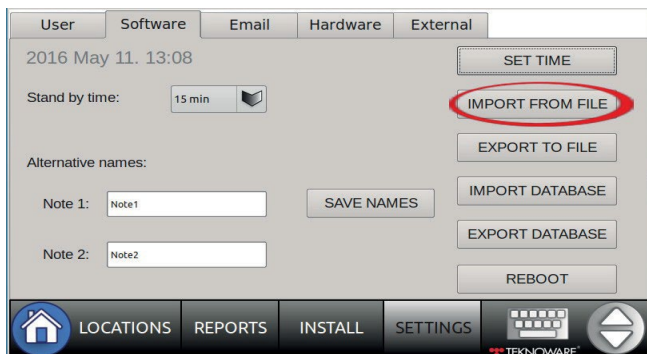 User Software Email Hardware External
2016 May 11. 13:08
SET TIME
Stand by time: 15 min
IMPORT FROM FILE
EXPORT TO FILE
Alternative names:
IMPORT DATABASE
Note 1: Note1 SAVE NAMES
EXPORT DATABASE
Note 2: Note2
REBOOT
LOCATIONS REPORTS INSTALL SETTINGS
TEKNOWARE